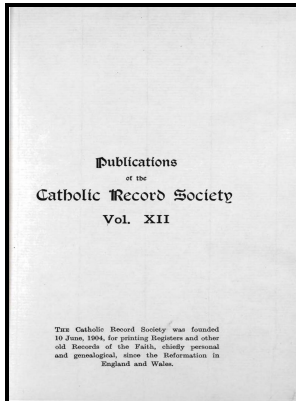 Publications
of the
Catholic Record Society
Vol. XII
THE Catholic Record Society was founded
10 June, 1904, for printing Registers and other
old Records of the Faith, chiefly personal
and genealogical, since the Reformation in
England and Wales.